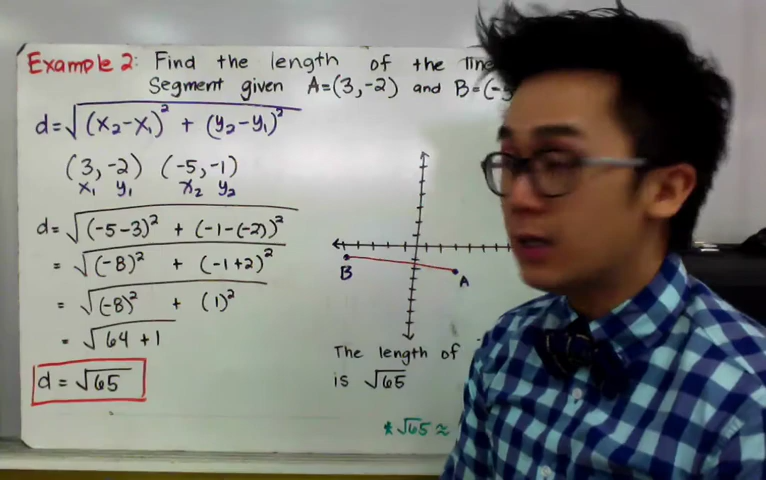 Example 2: Find the length of the line
Segment given A=(3,-2) and B=(-5
d=√(x₂-x₁)² + (y₂-y₁)²
(3,-2) (-5,-1)
x₁ y₁ x₂ y₂
d=√(-5-3)² + (-1-(-2))²
= √(-8)² + (-1+2)²
= √(-8)² + (1)²
= √64 +1
d = √65
B
A
The length of
is √65
* √65 ≈